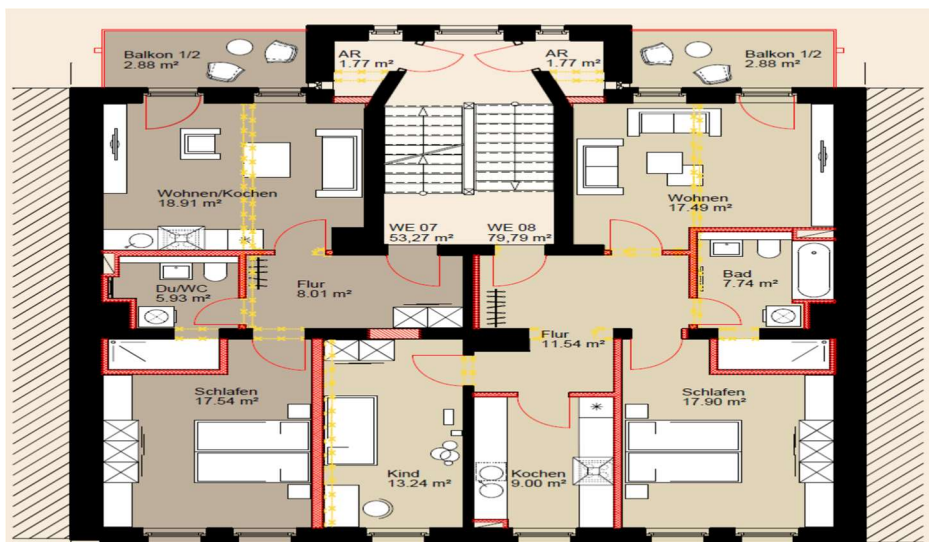 Balkon 1/2
2.88 m²
AR
1.77 m²
AR
1.77 m²
Balkon 1/2
2.88 m²
Wohnen/Kochen
18.91 m²
Wohnen
17.49 m²
WE 07
53,27 m²
WE 08
79,79 m²
Du/WC
5.93 m²
Flur
8.01 m²
Bad
7.74 m²
Flur
11.54 m²
Schlafen
17.54 m²
Kind
13.24 m²
Kochen
9.00 m²
Schlafen
17.90 m²